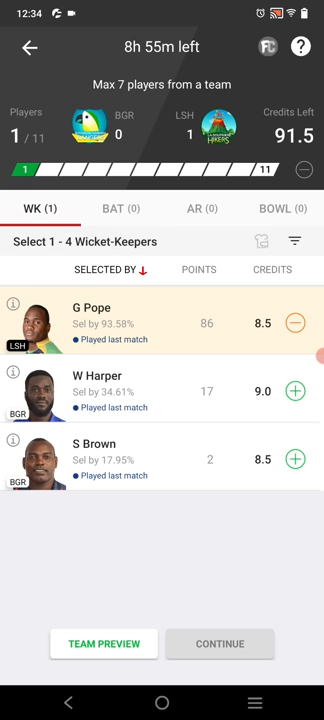 12:34
8h 55m left
FC
?
Max 7 players from a team
Players
BGR
LSH
Credits Left
1 / 11
0
1
91.5
HIKERS
1
11
WK (1)
BAT (0)
AR (0)
BOWL (0)
Select 1 - 4 Wicket-Keepers
SELECTED BY
POINTS
CREDITS
G Pope
Sel by 93.58%
86
8.5
Played last match
LSH
W Harper
Sel by 34.61%
17
9.0
Played last match
BGR
S Brown
Sel by 17.95%
2
8.5
Played last match
BGR
TEAM PREVIEW
CONTINUE